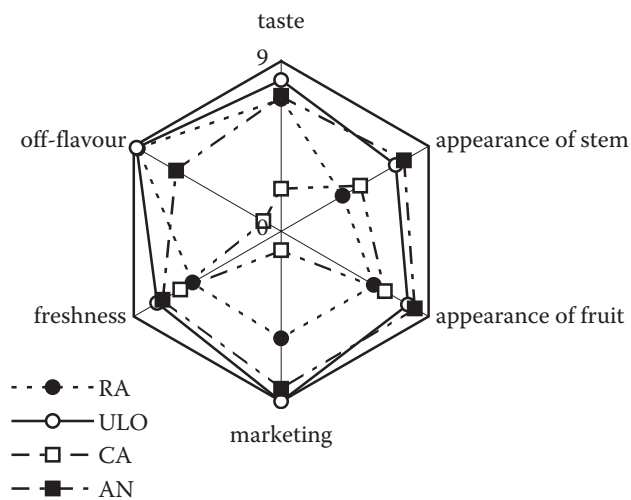 taste
9
off-flavour
appearance of stem
0
freshness
appearance of fruit
marketing
RA
ULO
CA
AN